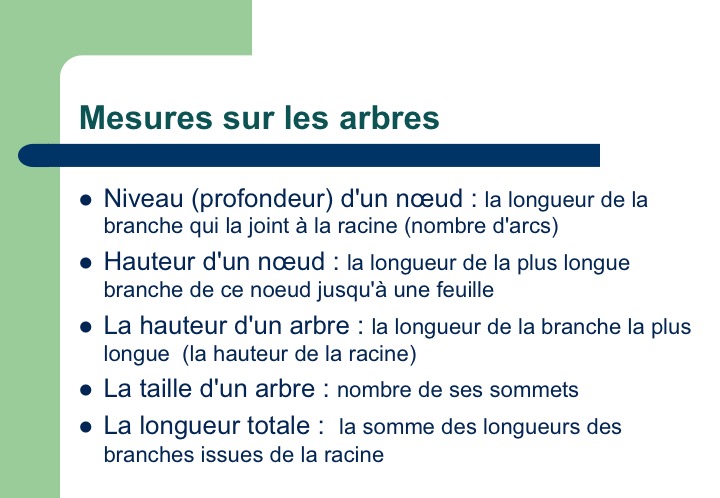 Mesures sur les arbres
● Niveau (profondeur) d'un nœud : la longueur de la
branche qui la joint à la racine (nombre d'arcs)
● Hauteur d'un nœud : la longueur de la plus longue
branche de ce noeud jusqu'à une feuille
● La hauteur d'un arbre : la longueur de la branche la plus
longue (la hauteur de la racine)
● La taille d'un arbre : nombre de ses sommets
● La longueur totale : la somme des longueurs des
branches issues de la racine